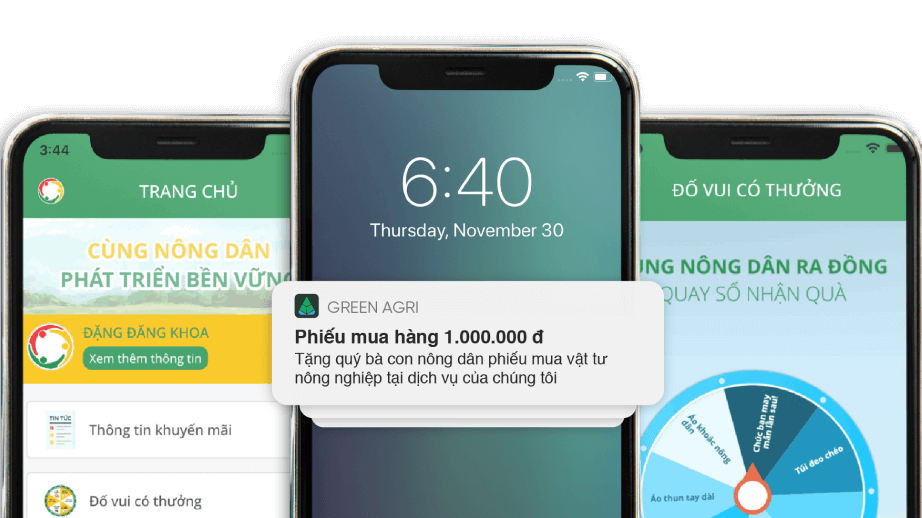 3:44
TRANG CHỦ
CÙNG NÔNG DÂN
PHÁT TRIỂN BỀN VỮNG
ĐẶNG ĐĂNG KHOA
Xem thêm thông tin
TIN TỨC
Thông tin khuyến mãi
Đố vui có thưởng
6:40
Thursday, November 30
GREEN AGRI
Phiếu mua hàng 1.000.000 đ
Tặng quý bà con nông dân phiếu mua vật tư
nông nghiệp tại dịch vụ của chúng tôi
ĐỐ VUI CÓ THƯỞNG
NÔNG DÂN RA ĐỒNG
QUAY SỐ NHẬN QUÀ
Áo khoác nông
dân
Chúc bạn may
mắn lần sau!
Túi đeo chéo
Áo thun tay dài